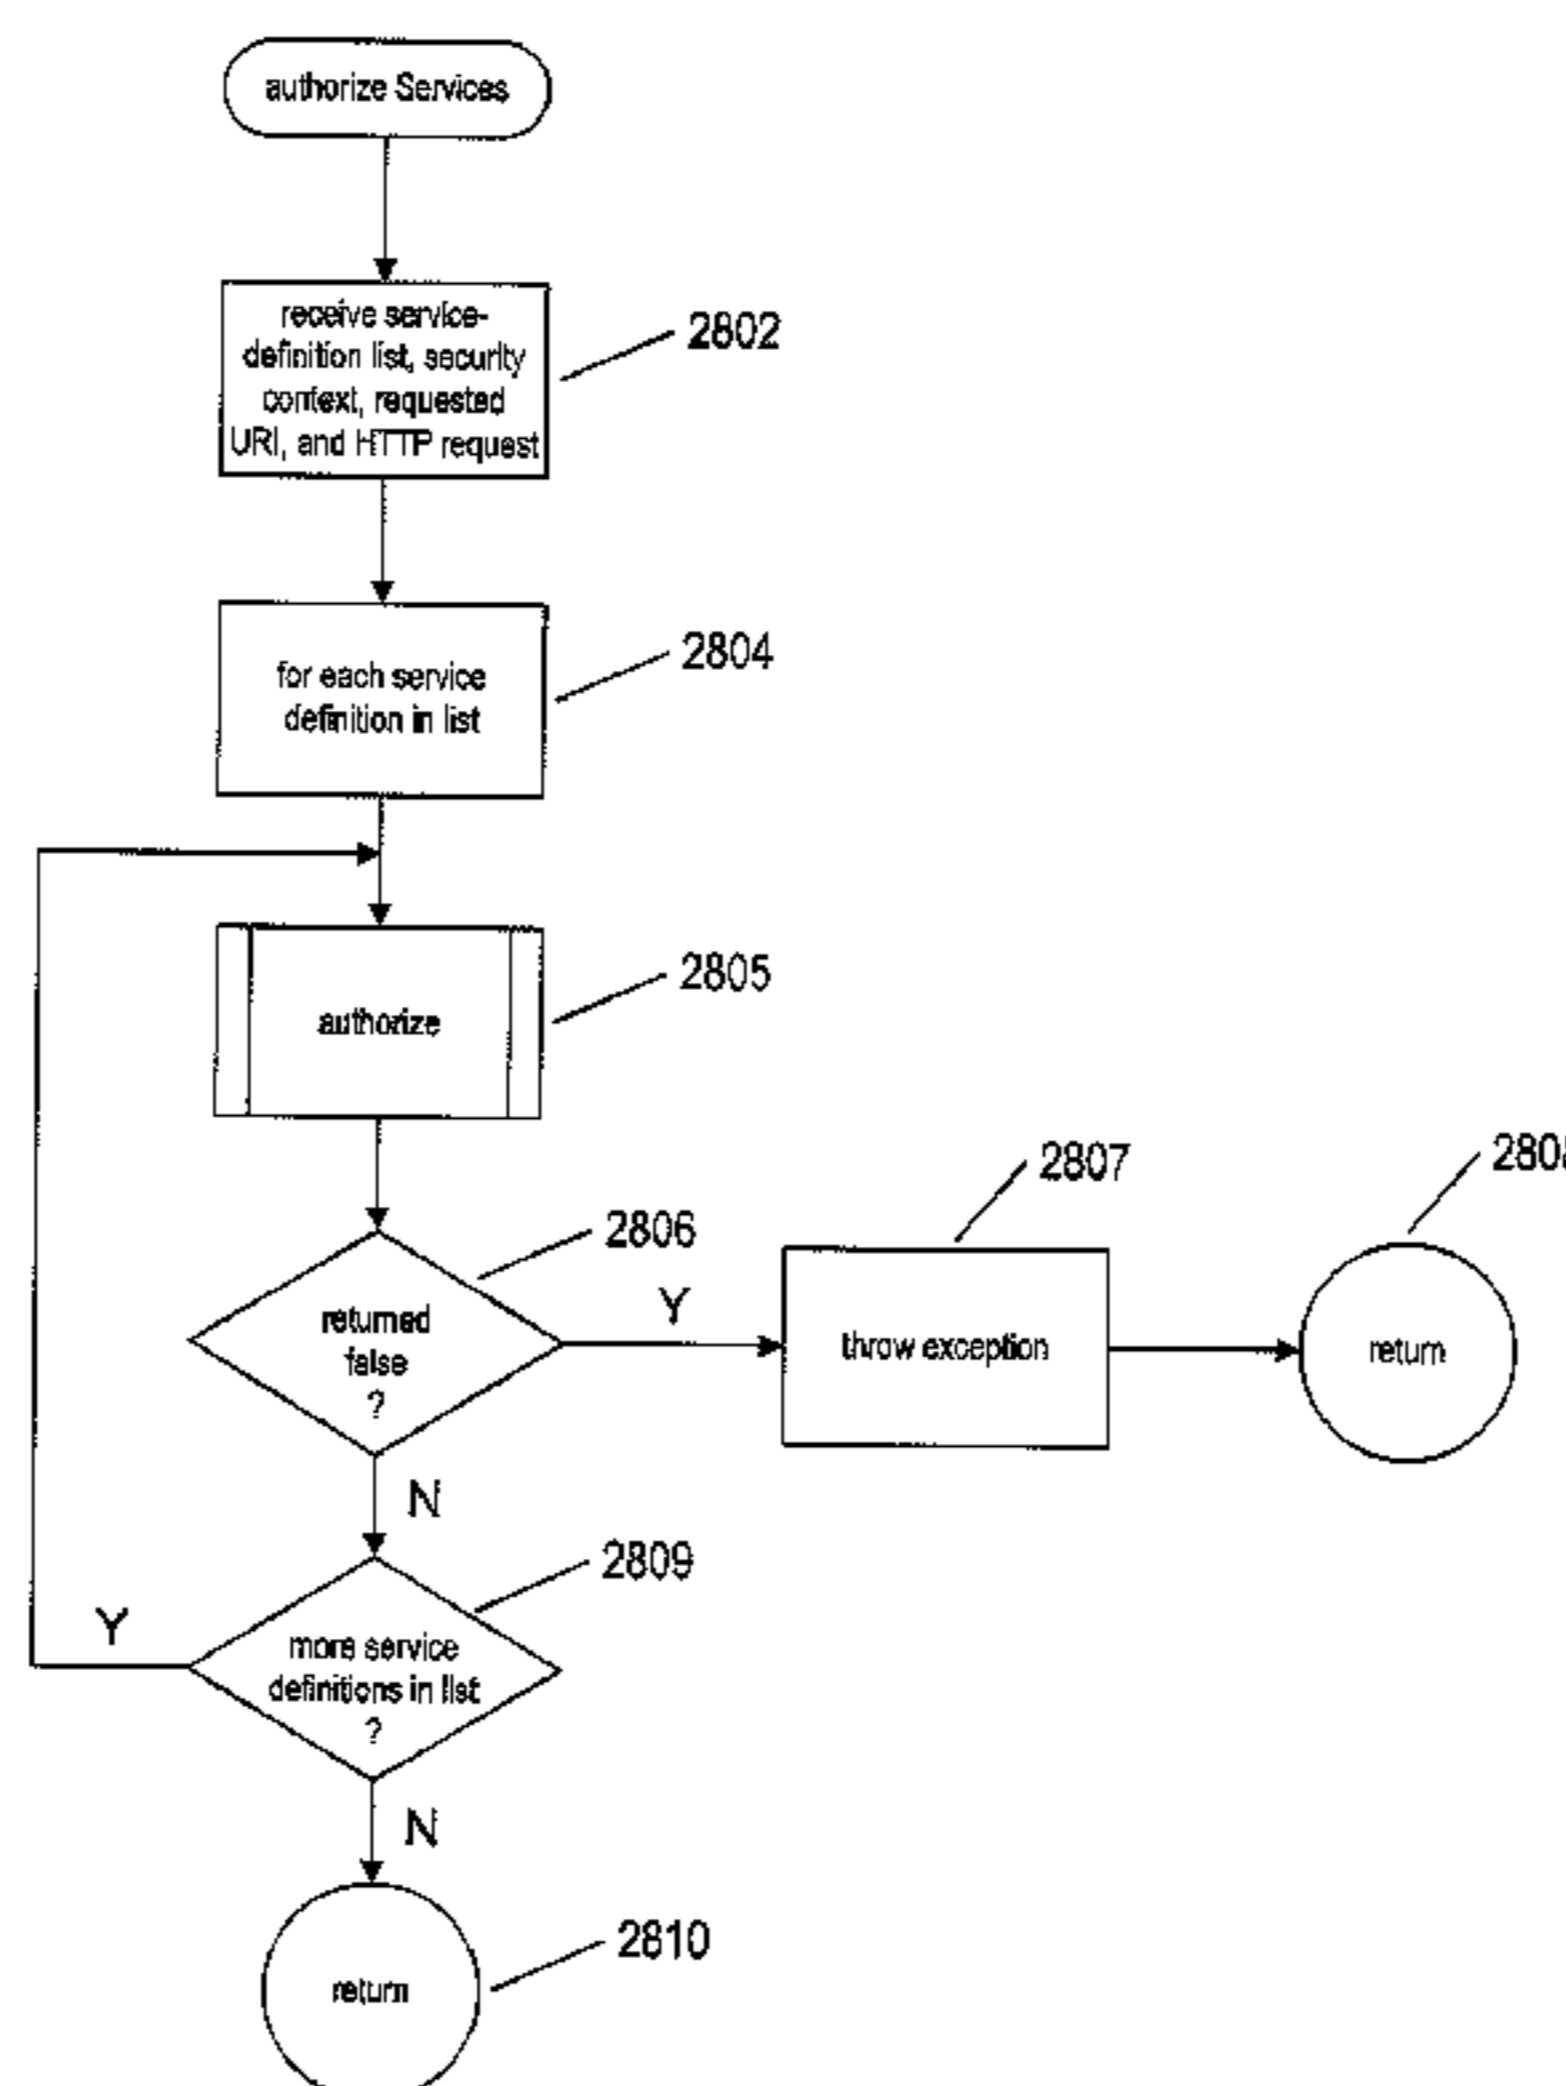 authorize Services
receive service-
definition list, security
context, requested
URI, and HTTP request
2802
for each service
definition in list
2804
authorize
2805
returned
false
?
2806
Y
throw exception
2807
return
N
more service
definitions in list
?
2809
Y
N
return
2810